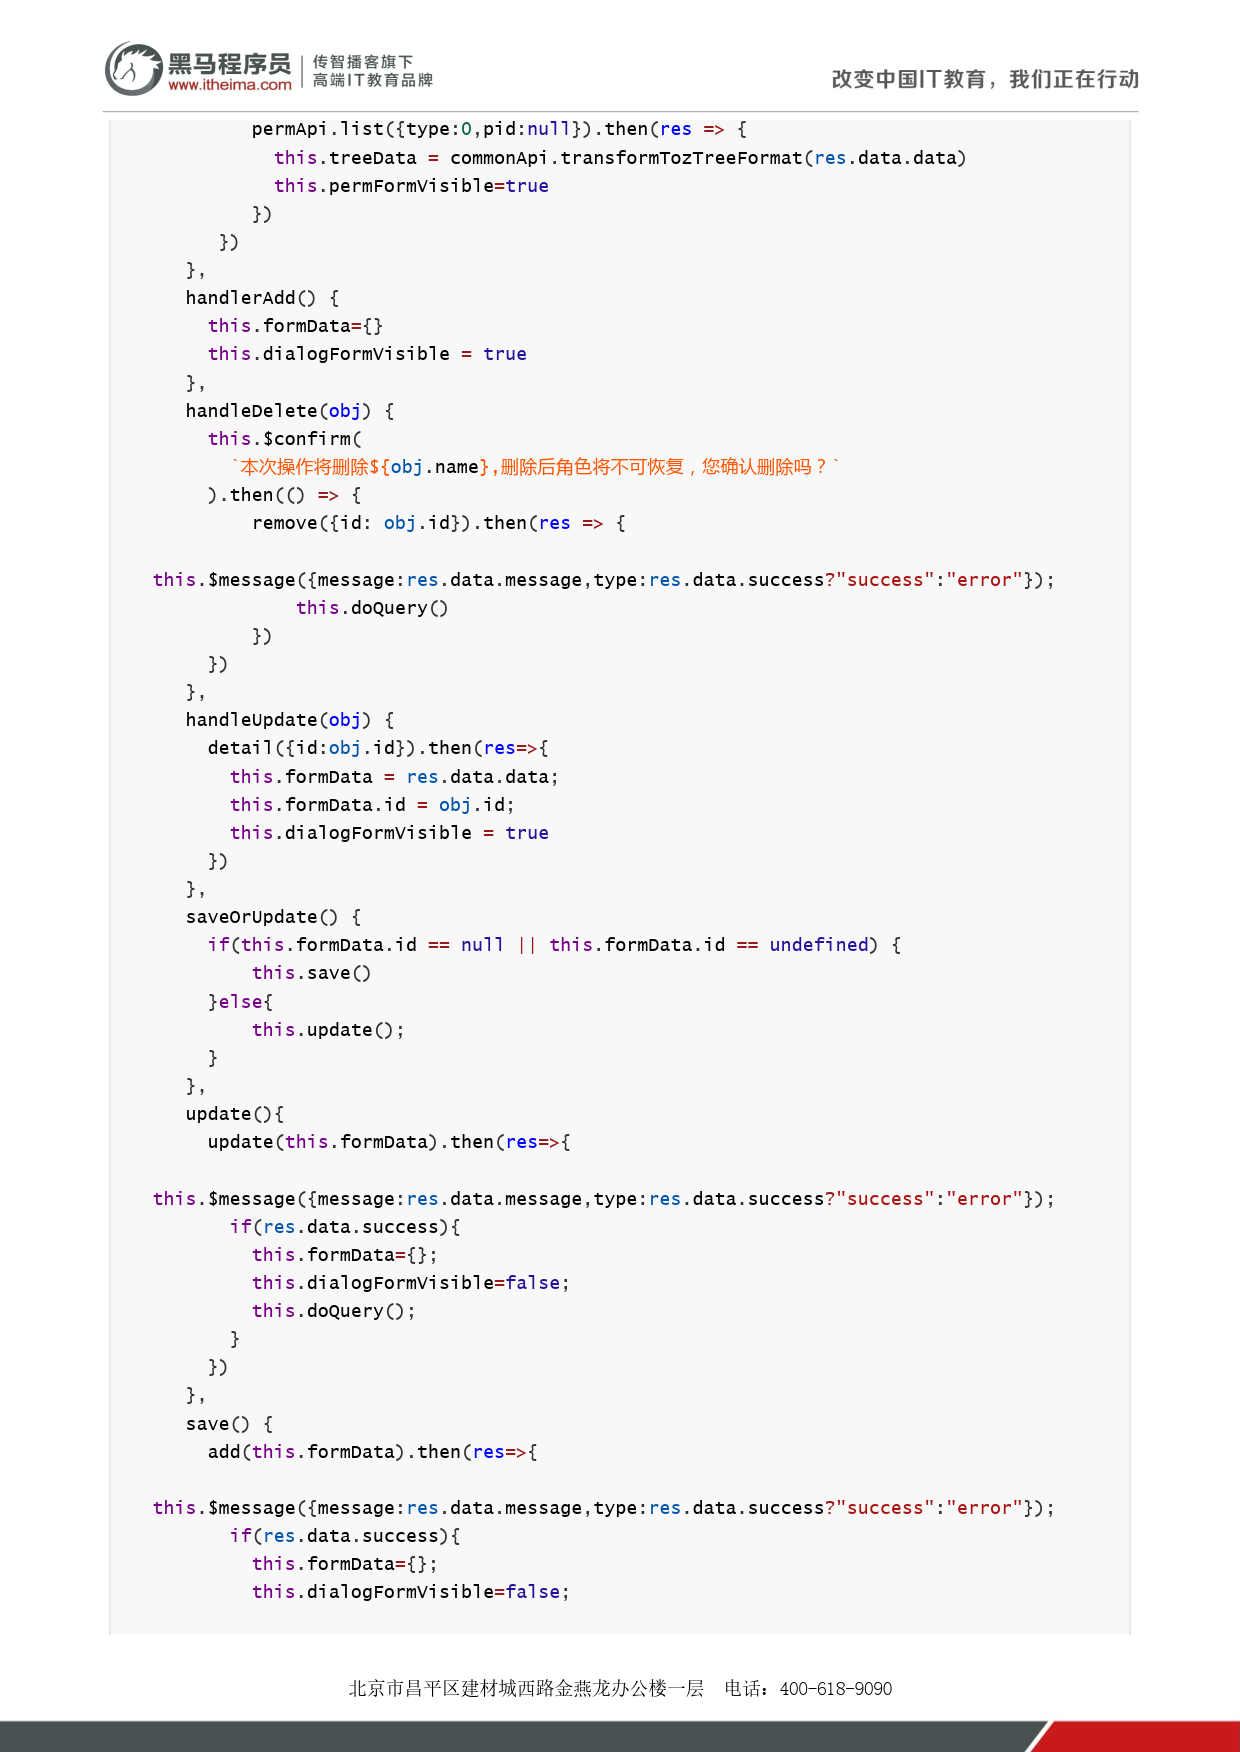 黑马程序员
www.itheima.com
传智播客旗下
高端IT教育品牌
改变中国IT教育，我们正在行动
permApi.list({type:0,pid:null}).then(res => {
this.treeData = commonApi.transformTozTreeFormat(res.data.data)
this.permFormVisible=true
})
})
},
handlerAdd() {
this.formData={}
this.dialogFormVisible = true
},
handleDelete(obj) {
this.$confirm(
`本次操作将删除${obj.name},删除后角色将不可恢复，您确认删除吗？`
).then(() => {
remove({id: obj.id}).then(res => {
this.$message({message:res.data.message,type:res.data.success?"success":"error"});
this.doQuery()
})
})
},
handleUpdate(obj) {
detail({id:obj.id}).then(res=>{
this.formData = res.data.data;
this.formData.id = obj.id;
this.dialogFormVisible = true
})
},
saveOrUpdate() {
if(this.formData.id == null || this.formData.id == undefined) {
this.save()
}else{
this.update();
}
},
update(){
update(this.formData).then(res=>{
this.$message({message:res.data.message,type:res.data.success?"success":"error"});
if(res.data.success){
this.formData={};
this.dialogFormVisible=false;
this.doQuery();
}
})
},
save() {
add(this.formData).then(res=>{
this.$message({message:res.data.message,type:res.data.success?"success":"error"});
if(res.data.success){
this.formData={};
this.dialogFormVisible=false;
北京市昌平区建材城西路金燕龙办公楼一层 电话：400-618-9090